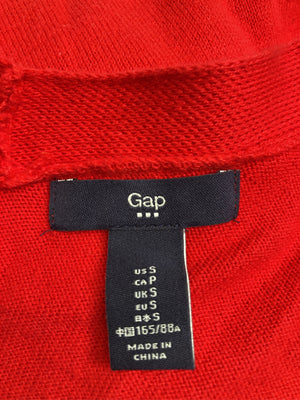 Gap
US S
CA P
UK S
EU S
日本 S
中国 165/88A
MADE IN
CHINA